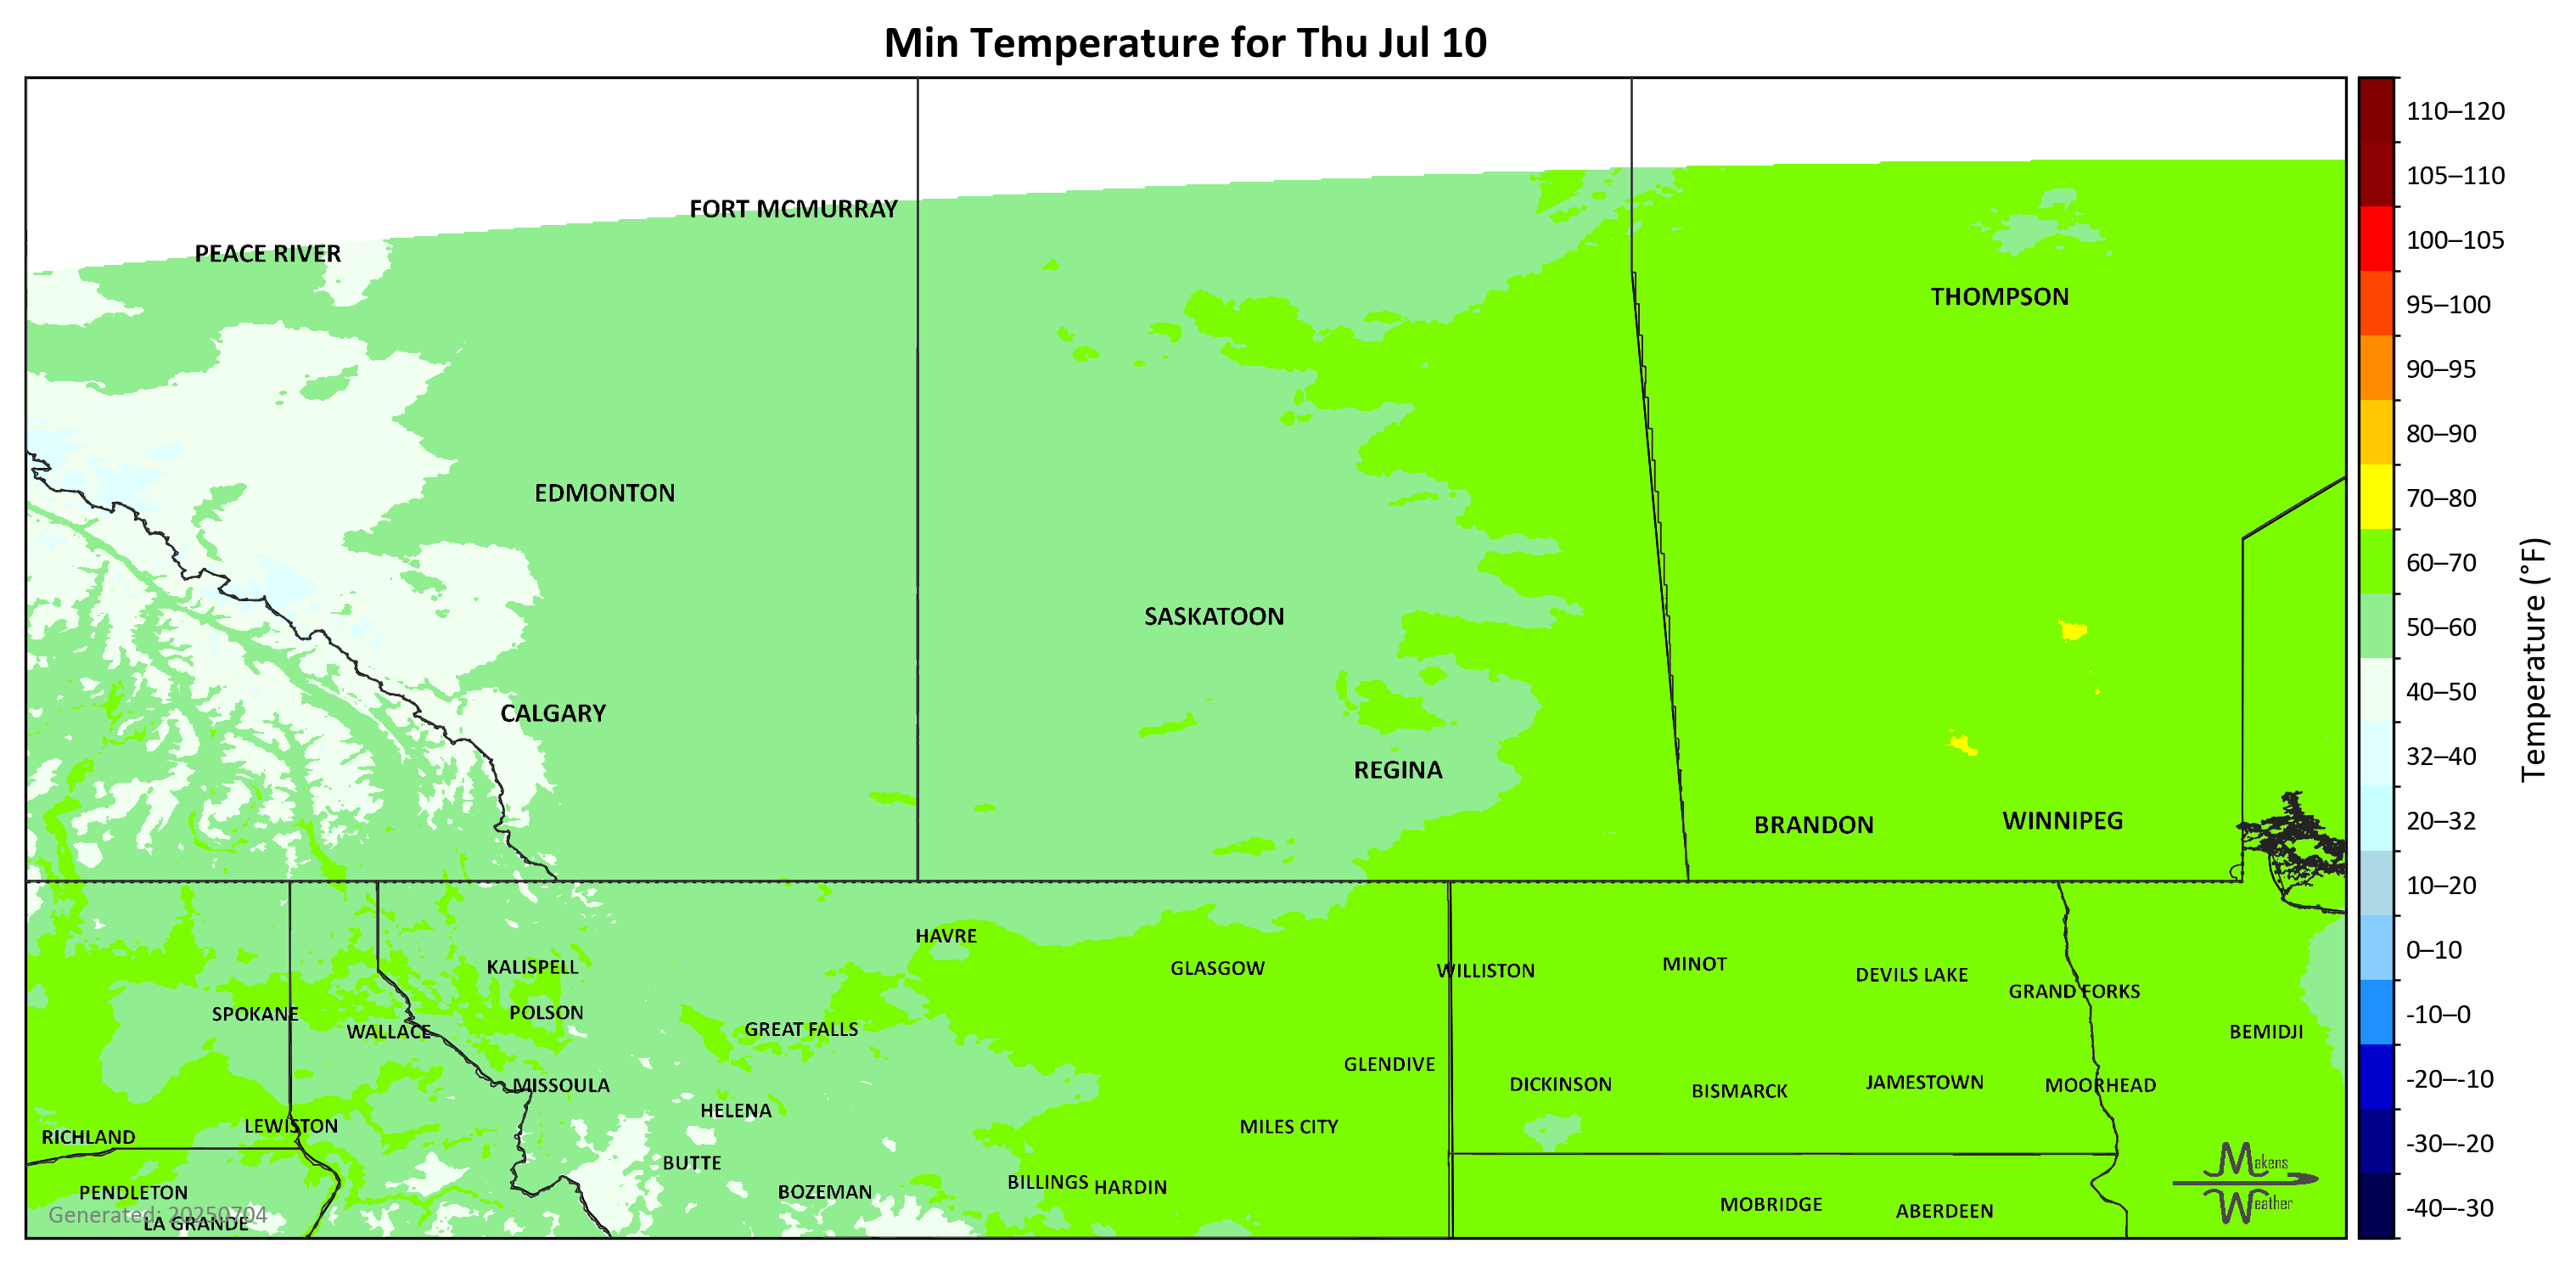 Min Temperature for Thu Jul 10
110–120
105–110
100–105
95–100
90–95
80–90
70–80
60–70
50–60
40–50
32–40
20–32
10–20
0–10
-10–0
-20–-10
-30–-20
-40–-30
Temperature (°F)
FORT MCMURRAY
PEACE RIVER
THOMPSON
EDMONTON
SASKATOON
CALGARY
REGINA
BRANDON
WINNIPEG
HAVRE
KALISPELL
GLASGOW
WILLISTON
MINOT
DEVILS LAKE
GRAND FORKS
SPOKANE
POLSON
WALLACE
GREAT FALLS
BEMIDJI
GLENDIVE
MISSOULA
DICKINSON
BISMARCK
JAMESTOWN
MOORHEAD
HELENA
LEWISTON
RICHLAND
MILES CITY
BUTTE
PENDLETON
BOZEMAN
BILLINGS
HARDIN
MOBRIDGE
ABERDEEN
Generated: 20250704
LA GRANDE
Makens
Weather